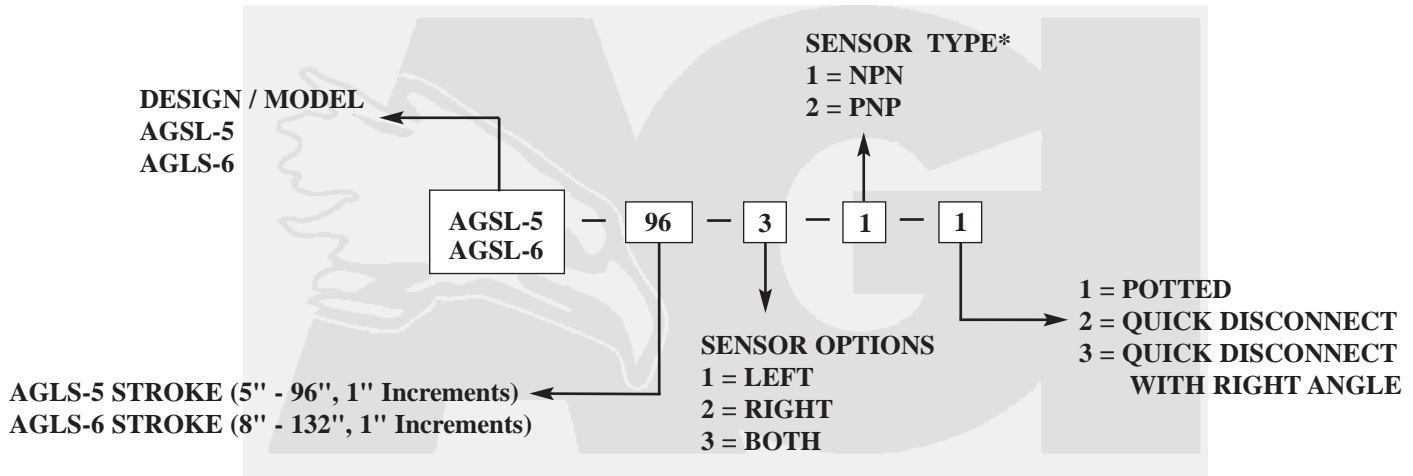 SENSOR TYPE*
1 = NPN
2 = PNP
DESIGN / MODEL
AGSL-5
AGLS-6
AGSL-5
AGSL-6
— 96 — 3 — 1 — 1
1 = POTTED
2 = QUICK DISCONNECT
3 = QUICK DISCONNECT
WITH RIGHT ANGLE
SENSOR OPTIONS
1 = LEFT
2 = RIGHT
3 = BOTH
AGLS-5 STROKE (5" - 96", 1" Increments)
AGLS-6 STROKE (8" - 132", 1" Increments)
AGI